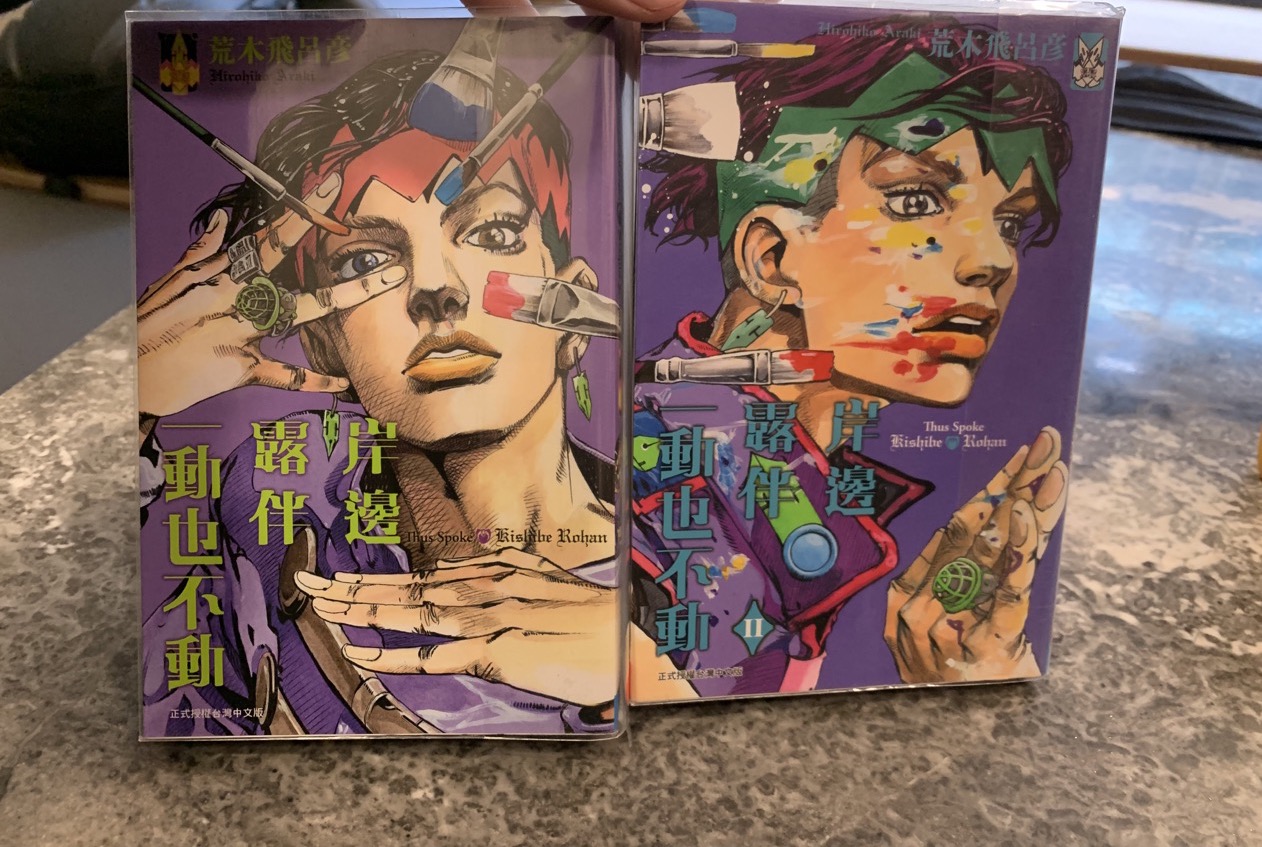 荒木飛呂彦
Hirohiko Araki
岸邊
露伴
一動也不動
Thus Spoke Kishibe Rohan
正式授權台灣中文版
Hirohiko Araki 荒木飛呂彦
岸邊
露伴
一動也不動
II
Thus Spoke
Kishibe Rohan
正式授權台灣中文版